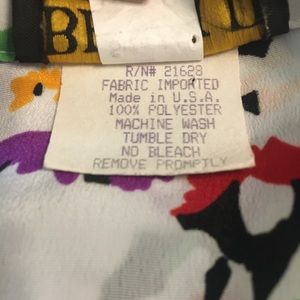 R/N# 21628
FABRIC IMPORTED
Made in U.S.A.
100% POLYESTER
MACHINE WASH
TUMBLE DRY
NO BLEACH
REMOVE PROMPTLY